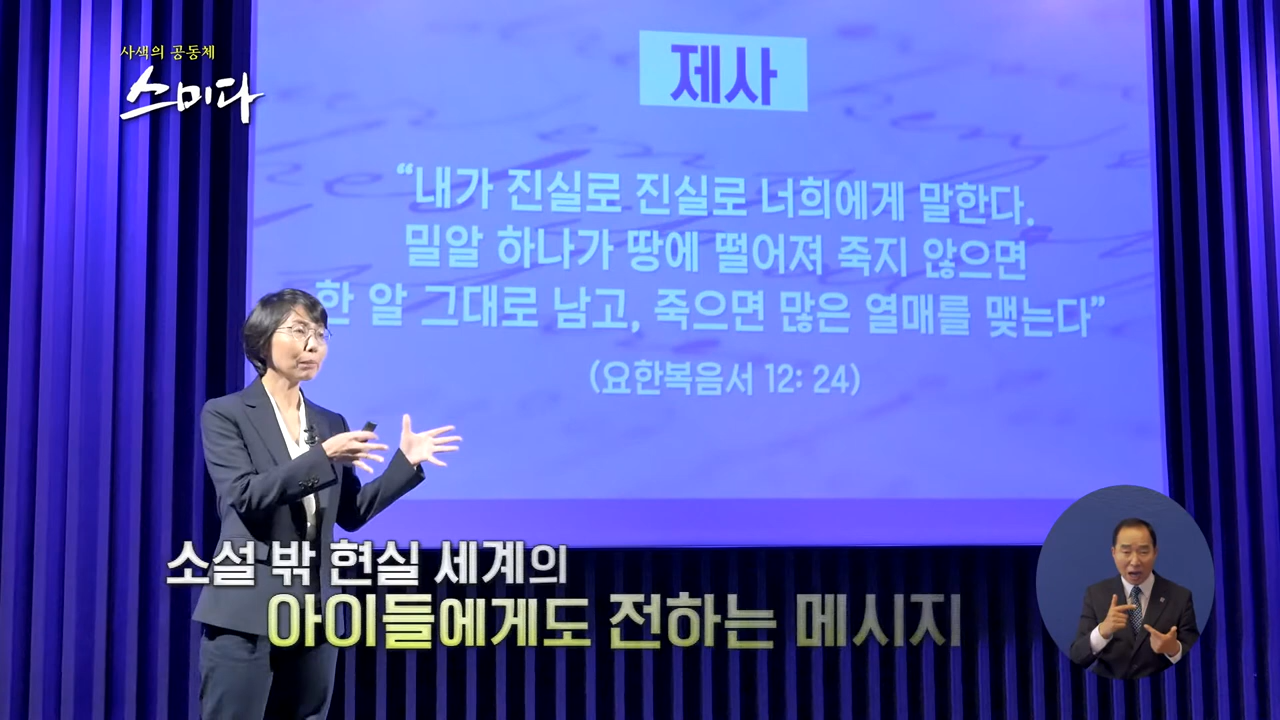 사색의 공동체
스미다
제사
“내가 진실로 진실로 너희에게 말한다.
밀알 하나가 땅에 떨어져 죽지 않으면
한 알 그대로 남고, 죽으면 많은 열매를 맺는다”
(요한복음서 12: 24)
소설 밖 현실 세계의
아이들에게도 전하는 메시지